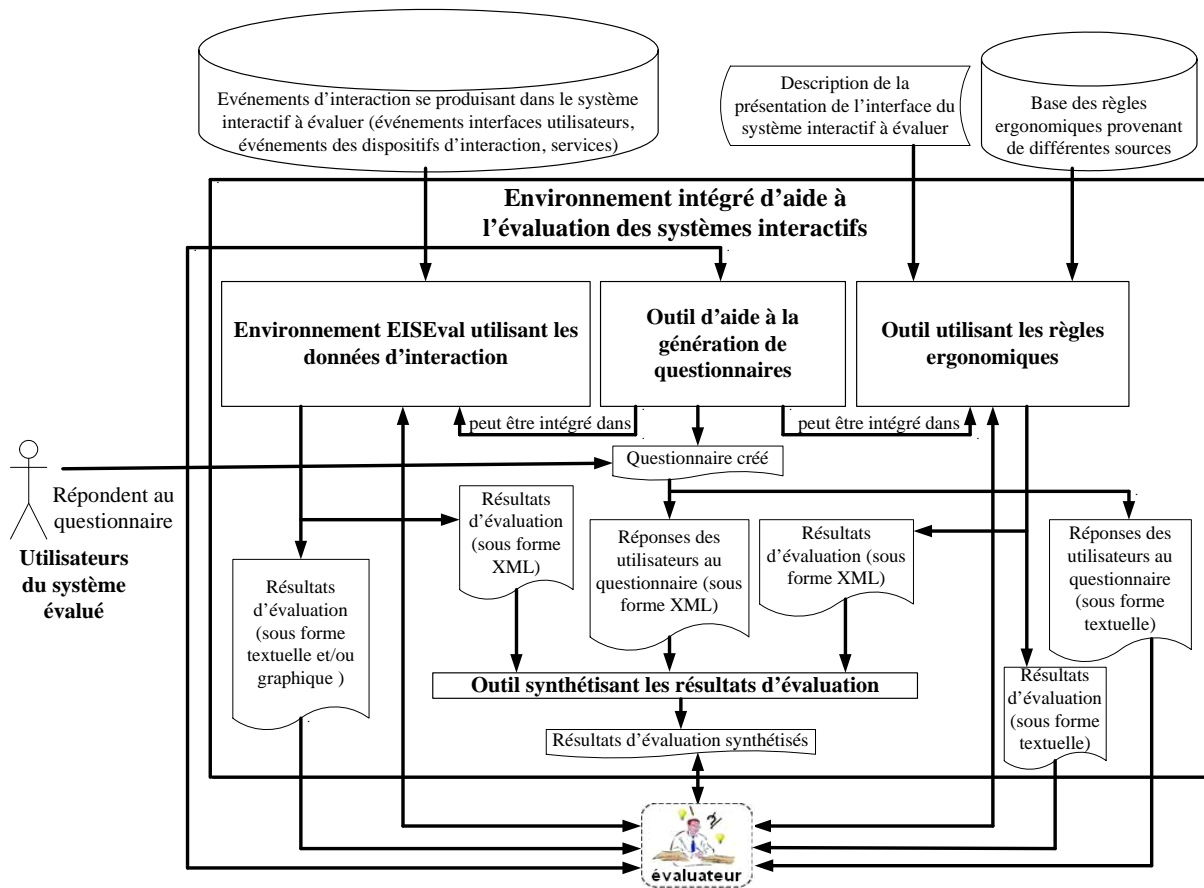 Evénements d'interaction se produisant dans le système
interactif à évaluer (événements interfaces utilisateurs,
événements des dispositifs d'interaction, services)
Description de la
présentation de l'interface du
système interactif à évaluer
Base des règles
ergonomiques provenant
de différentes sources
Environnement intégré d'aide à
l'évaluation des systèmes interactifs
Environnement EISEval utilisant les
données d'interaction
Outil d'aide à la
génération de
questionnaires
Outil utilisant les règles
ergonomiques
peut être intégré dans
peut être intégré dans
Questionnaire créé
Répondent au
questionnaire
Utilisateurs
du système
évalué
Résultats
d'évaluation
(sous forme
XML)
Réponses des
utilisateurs au
questionnaire (sous
forme XML)
Résultats
d'évaluation (sous
forme XML)
Réponses des
utilisateurs au
questionnaire
(sous forme
textuelle)
Résultats
d'évaluation
(sous forme
textuelle et/ou
graphique )
Outil synthétisant les résultats d'évaluation
Résultats
d'évaluation
(sous forme
textuelle)
Résultats d'évaluation synthétisés
évaluateur